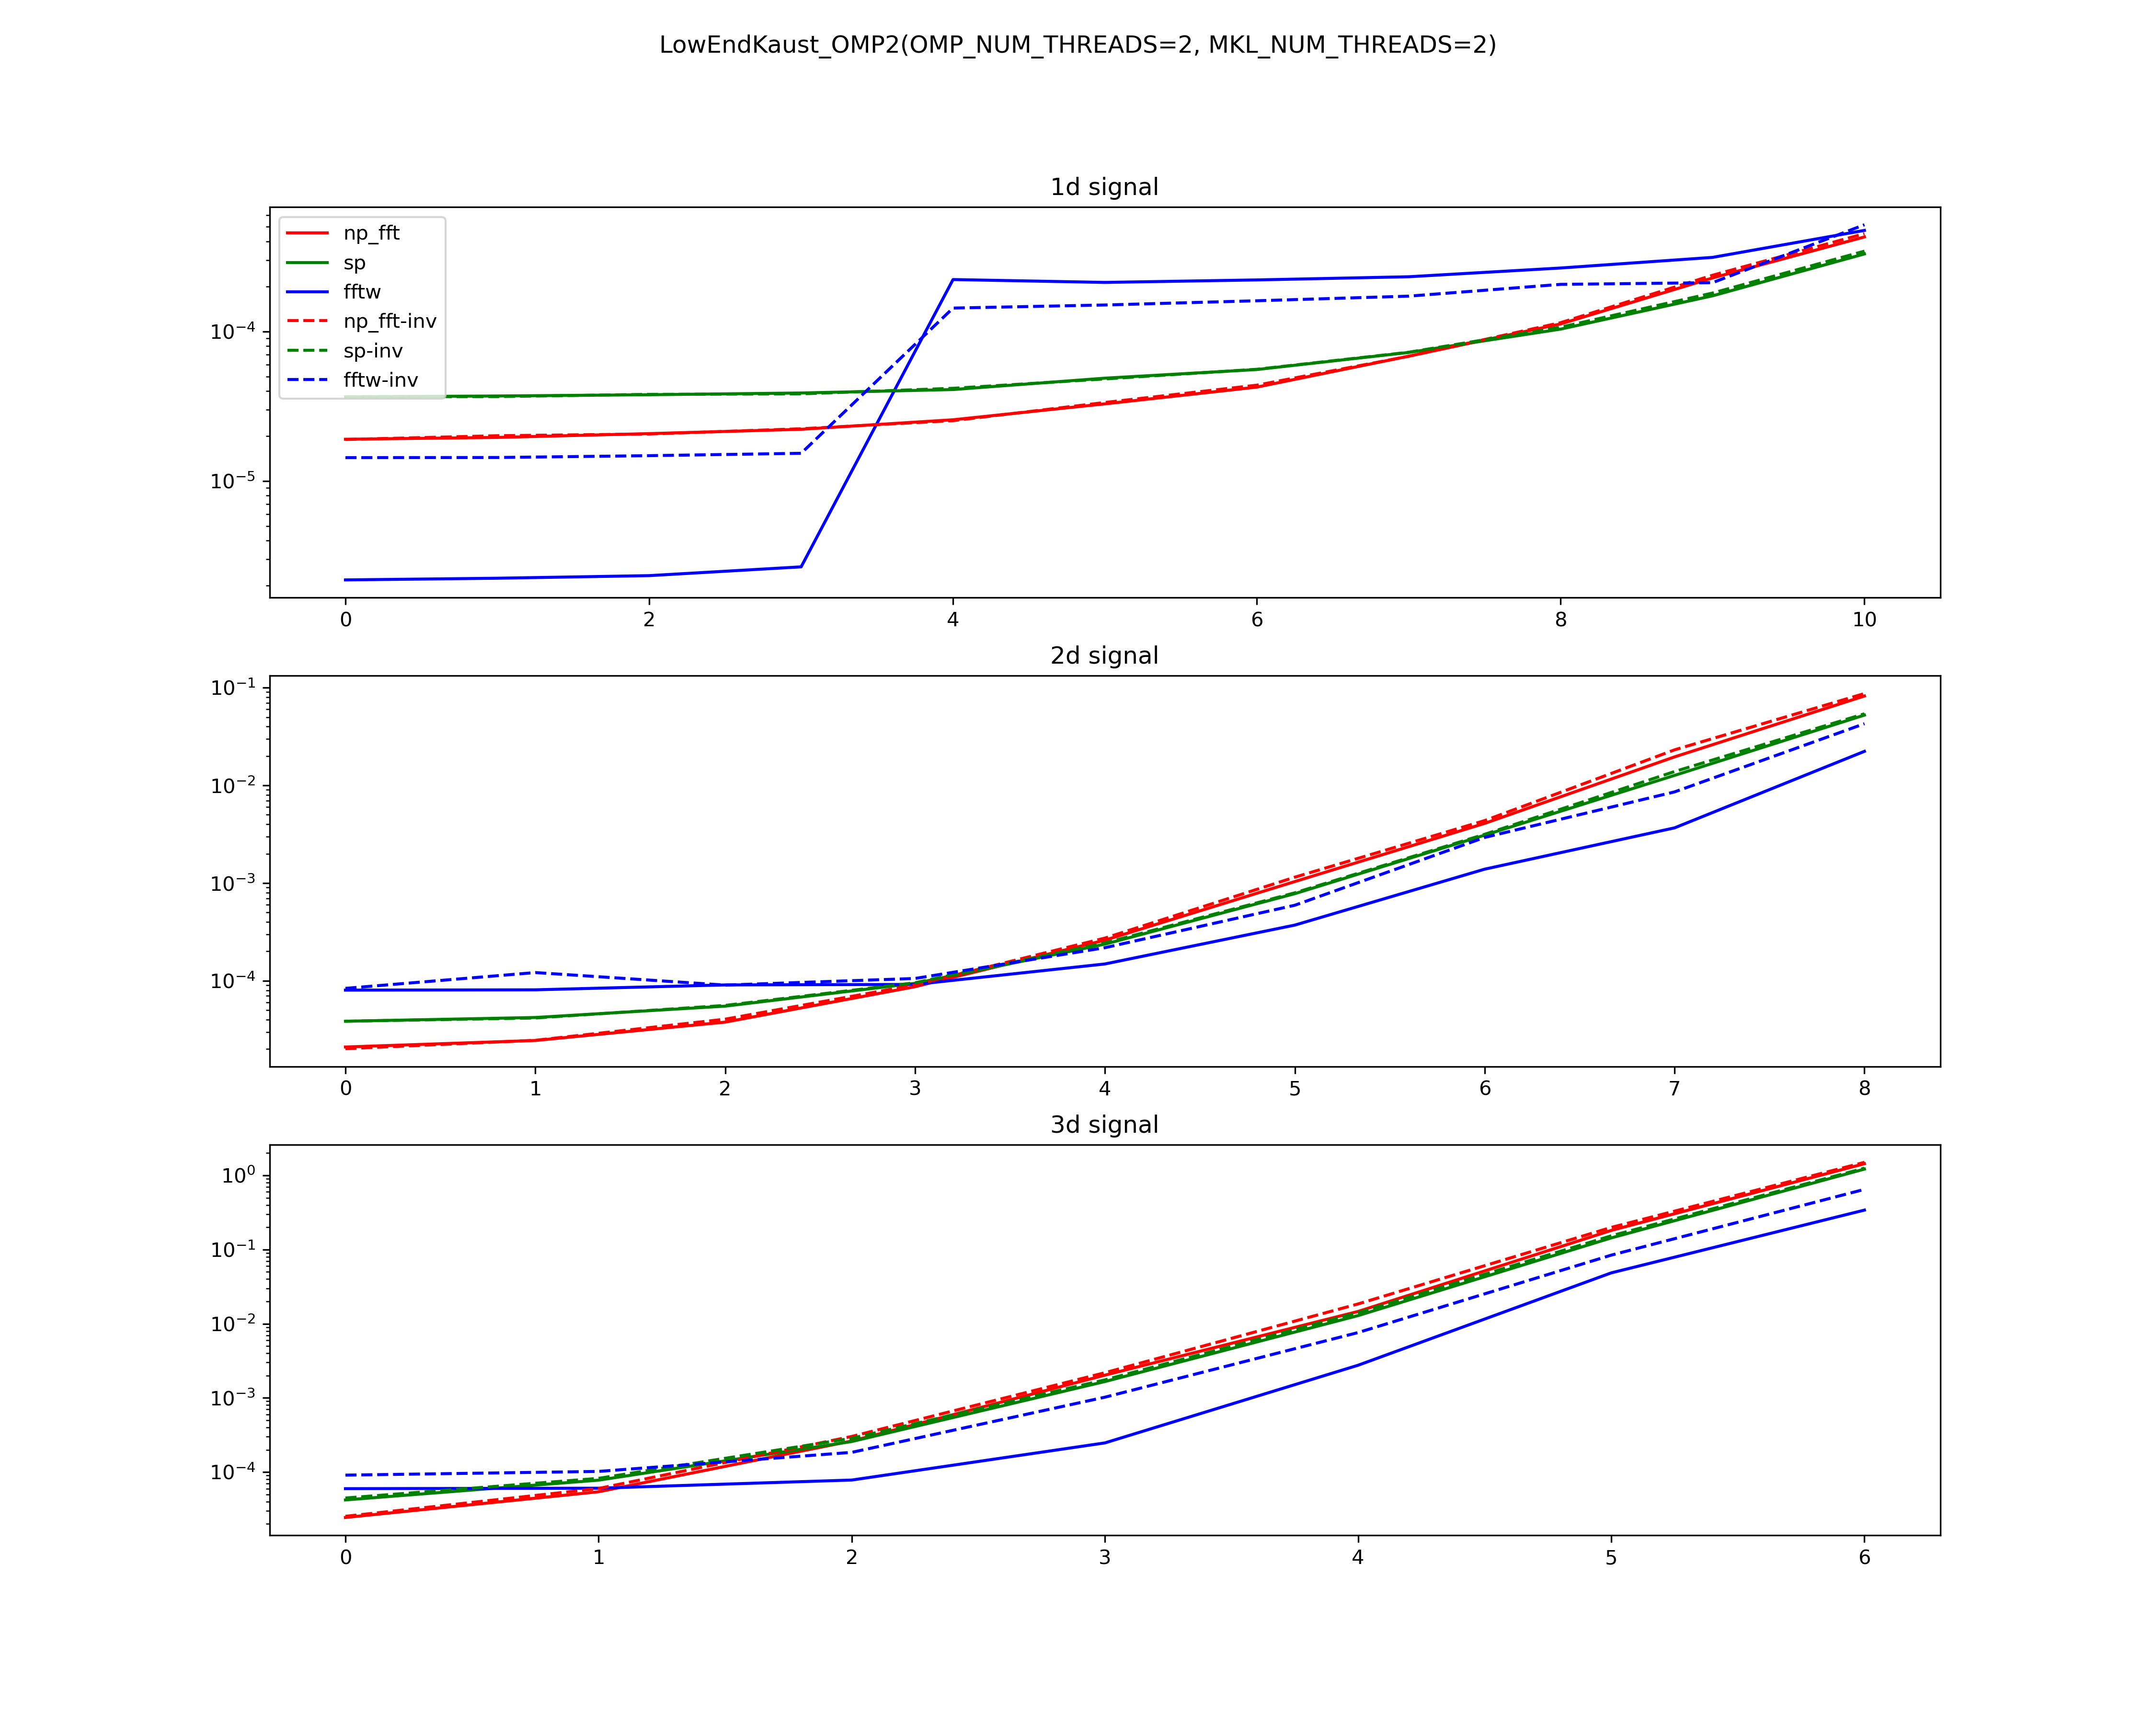 LowEndKaust_OMP2(OMP_NUM_THREADS=2, MKL_NUM_THREADS=2)
1d signal
np_fft
sp
fftw
np_fft-inv
sp-inv
fftw-inv
10⁻⁴
10⁻⁵
0 2 4 6 8 10
2d signal
10⁻¹
10⁻²
10⁻³
10⁻⁴
0 1 2 3 4 5 6 7 8
3d signal
10⁰
10⁻¹
10⁻²
10⁻³
10⁻⁴
0 1 2 3 4 5 6